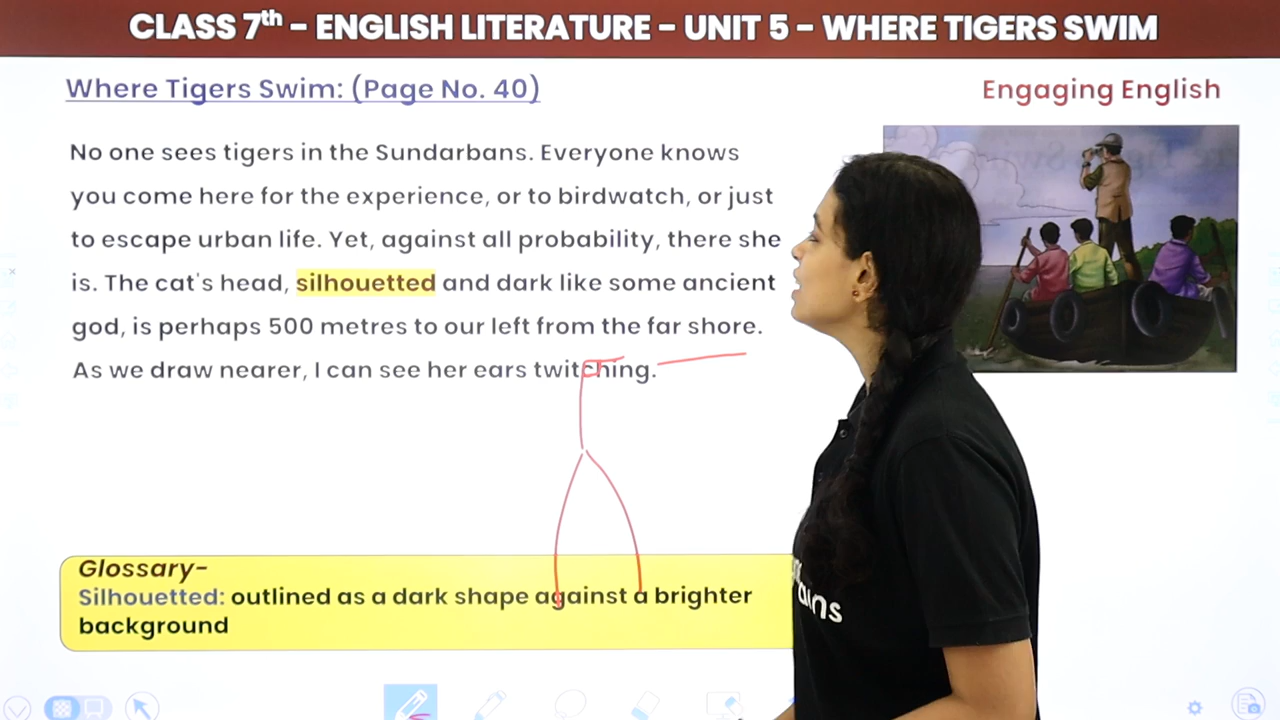 CLASS 7th - ENGLISH LITERATURE - UNIT 5 - WHERE TIGERS SWIM
Where Tigers Swim: (Page No. 40)
Engaging English
No one sees tigers in the Sundarbans. Everyone knows
you come here for the experience, or to birdwatch, or just
to escape urban life. Yet, against all probability, there she
is. The cat's head, silhouetted and dark like some ancient
god, is perhaps 500 metres to our left from the far shore.
As we draw nearer, I can see her ears twitching.
Glossary-
Silhouetted: outlined as a dark shape against a brighter
background